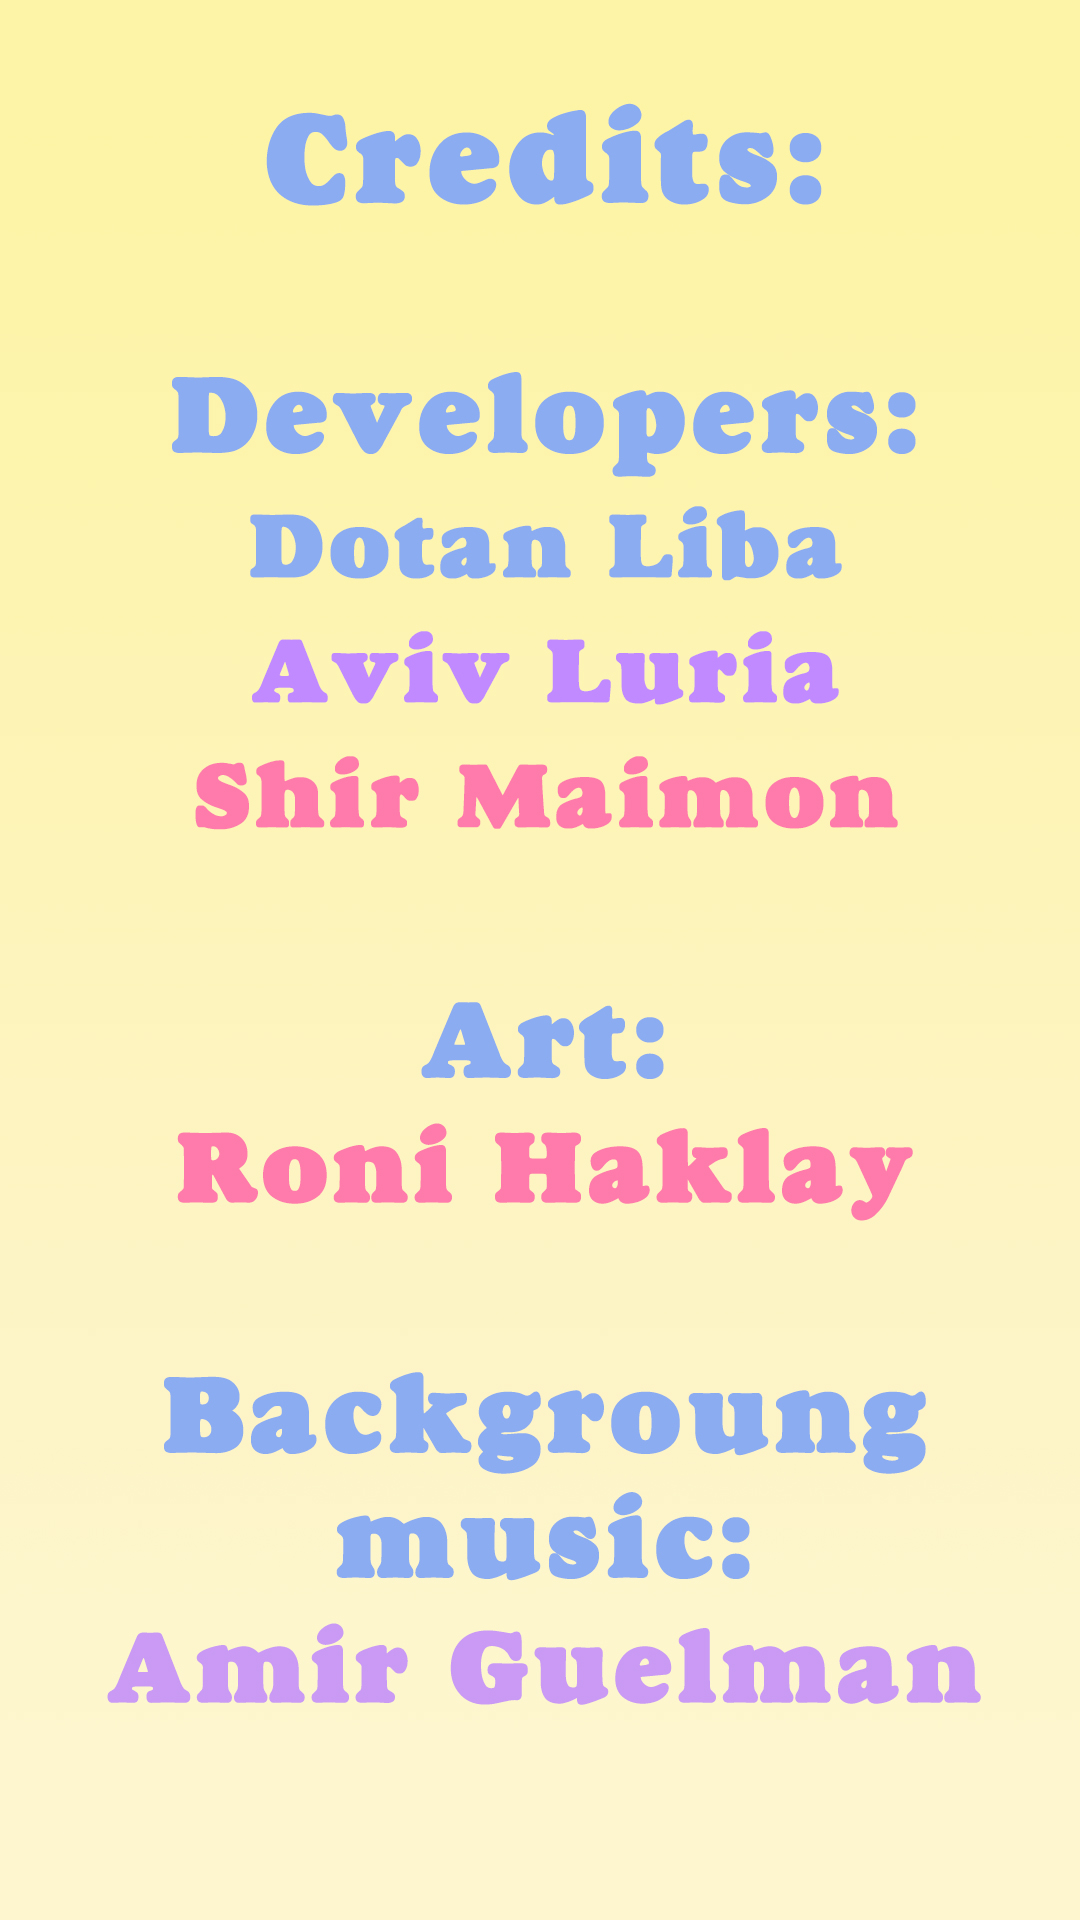 Credits:
Developers:
Dotan Liba
Aviv Luria
Shir Maimon
Art:
Roni Haklay
Backgroung
music:
Amir Guelman